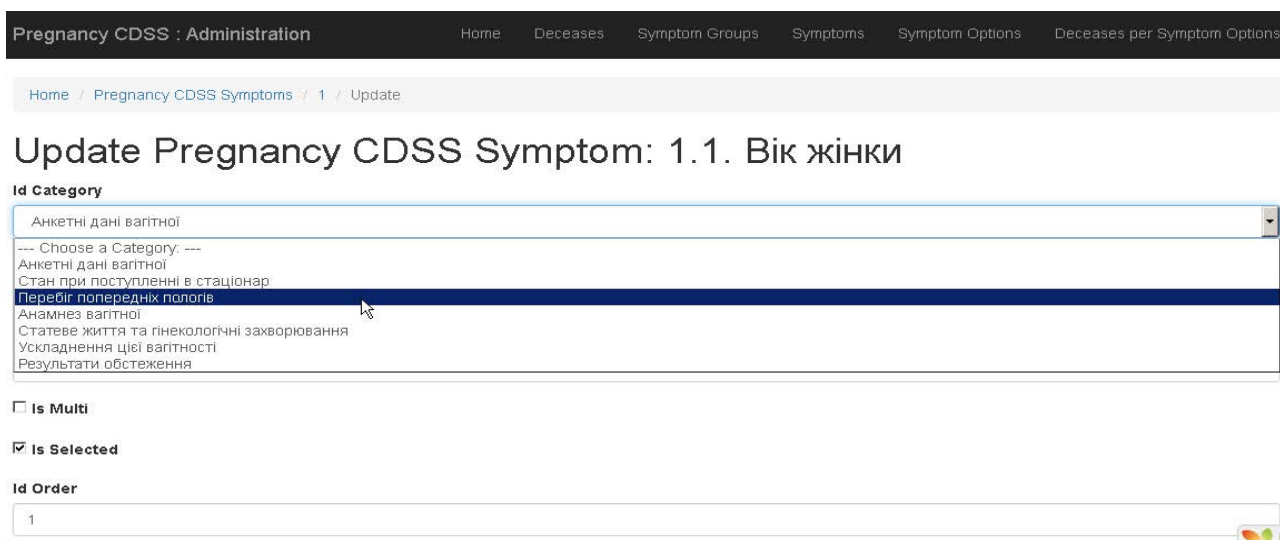 Pregnancy CDSS : Administration Home Deceases Symptom Groups Symptoms Symptom Options Deceases per Symptom Options
Home / Pregnancy CDSS Symptoms / 1 / Update
Update Pregnancy CDSS Symptom: 1.1. Вік жінки
Id Category
Анкетні дані вагітної
--- Choose a Category: ---
Анкетні дані вагітної
Стан при поступленні в стаціонар
Перебіг попередніх пологів
Анамнез вагітної
Статеве життя та гінекологічні захворювання
Ускладнення цієї вагітності
Результати обстеження
Is Multi
Is Selected
Id Order
1